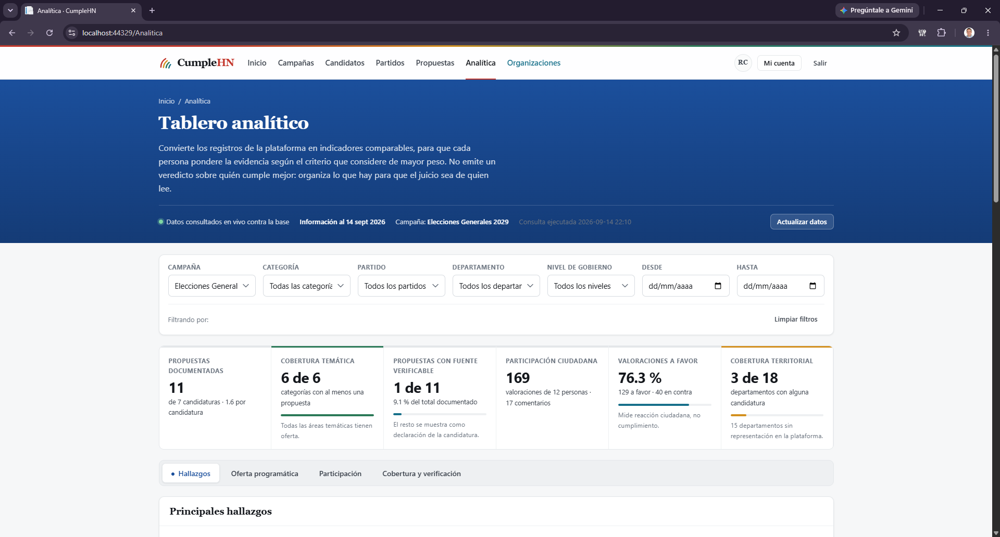 Analítica · CumpleHN
Pregúntale a Gemini
localhost:44329/Analitica
CumpleHN
Inicio
Campañas
Candidatos
Partidos
Propuestas
Analítica
Organizaciones
RC
Mi cuenta
Salir
Inicio / Analítica
Tablero analítico
Convierte los registros de la plataforma en indicadores comparables, para que cada
persona pondere la evidencia según el criterio que considere de mayor peso. No emite un
veredicto sobre quién cumple mejor: organiza lo que hay para que el juicio sea de quien
lee.
Datos consultados en vivo contra la base
Información al 14 sept 2026
Campaña: Elecciones Generales 2029
Consulta ejecutada 2026-09-14 22:10
Actualizar datos
CAMPAÑA
CATEGORÍA
PARTIDO
DEPARTAMENTO
NIVEL DE GOBIERNO
DESDE
HASTA
Elecciones General
Todas las categoría
Todos los partidos
Todos los departar
Todos los niveles
dd/mm/aaaa
dd/mm/aaaa
Filtrando por:
Limpiar filtros
PROPUESTAS
DOCUMENTADAS
11
de 7 candidaturas · 1.6 por
candidatura
COBERTURA TEMÁTICA
6 de 6
categorías con al menos una
propuesta
Todas las áreas temáticas tienen
oferta.
PROPUESTAS CON FUENTE
VERIFICABLE
1 de 11
9.1 % del total documentado
El resto se muestra como
declaración de la candidatura.
PARTICIPACIÓN CIUDADANA
169
valoraciones de 12 personas ·
17 comentarios
VALORACIONES A FAVOR
76.3 %
129 a favor · 40 en contra
Mide reacción ciudadana, no
cumplimiento.
COBERTURA TERRITORIAL
3 de 18
departamentos con alguna
candidatura
15 departamentos sin
representación en la plataforma.
Hallazgos
Oferta programática
Participación
Cobertura y verificación
Principales hallazgos